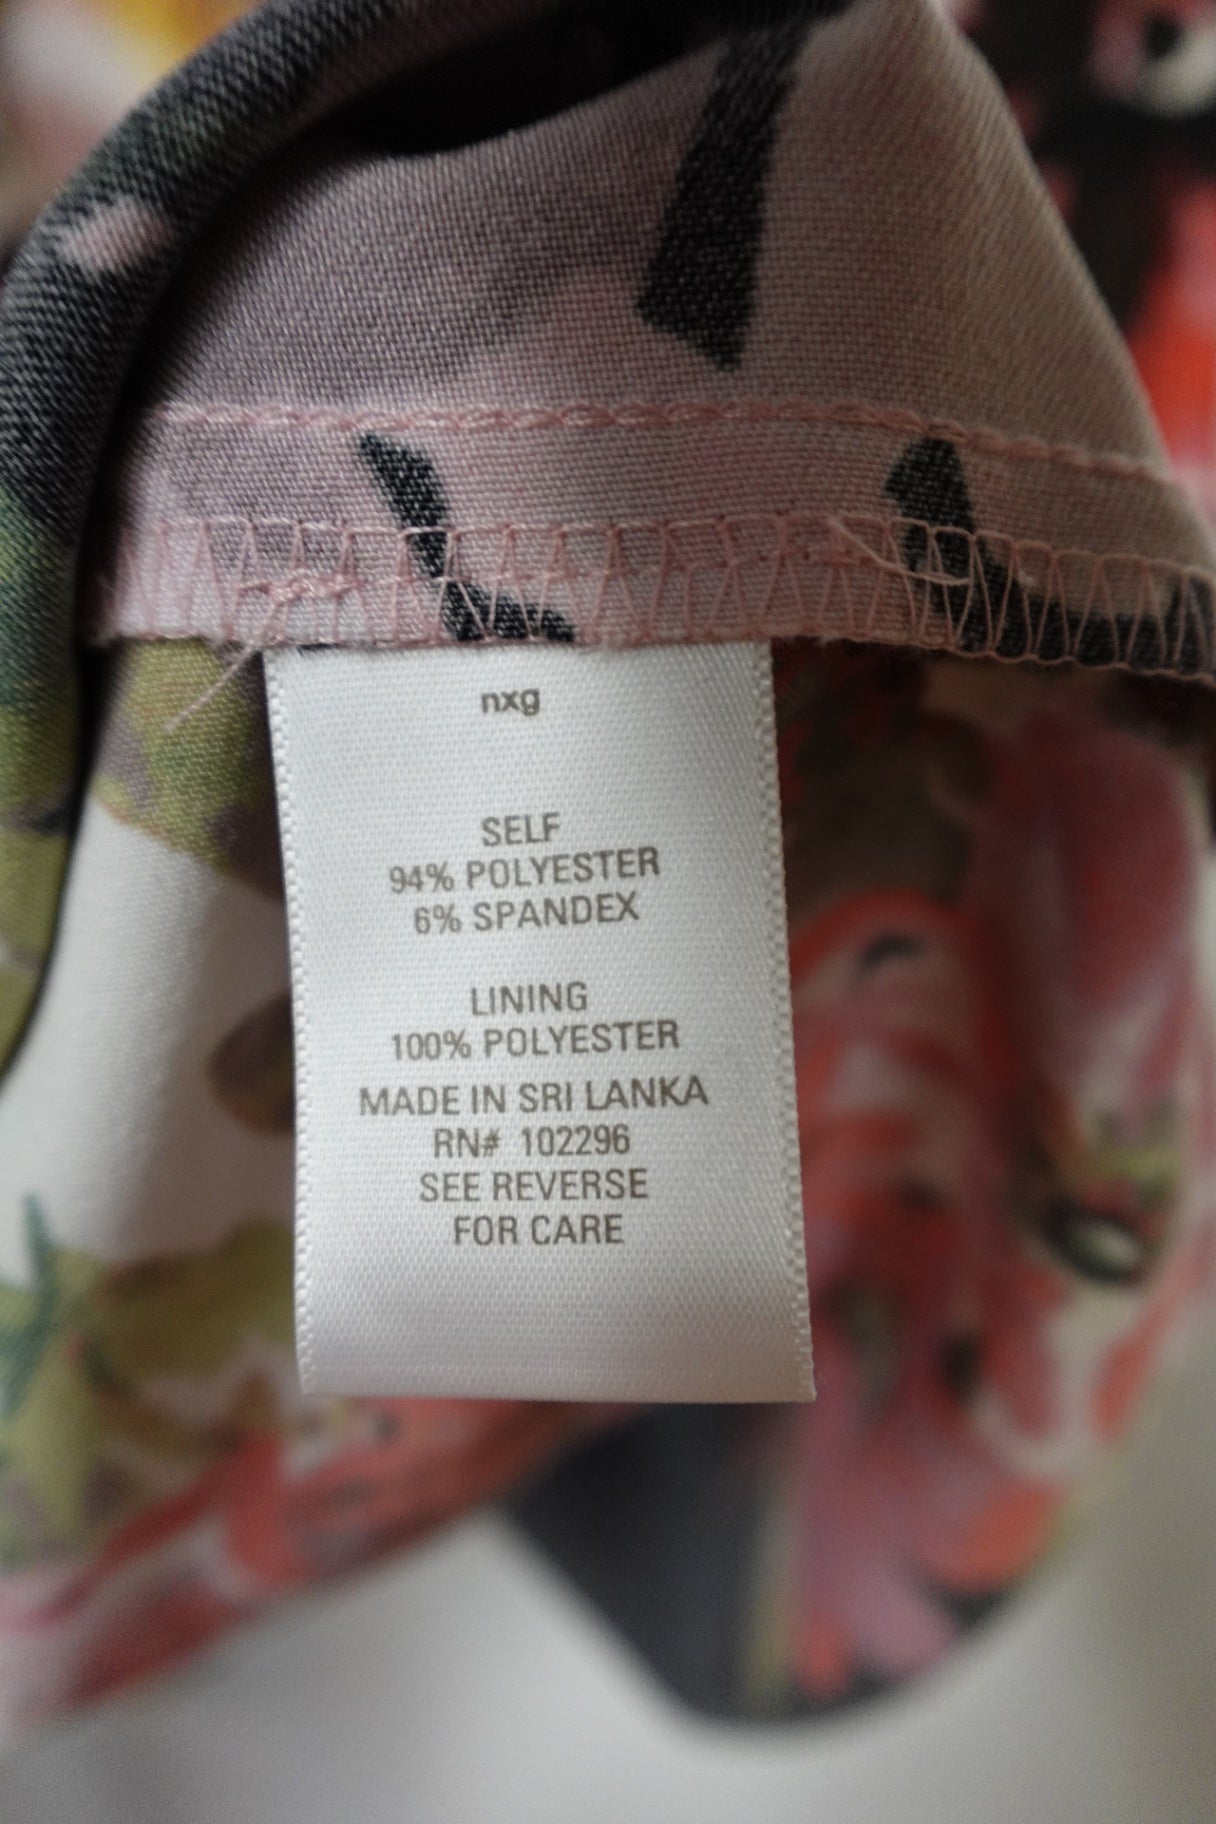 nxg
SELF
94% POLYESTER
6% SPANDEX
LINING
100% POLYESTER
MADE IN SRI LANKA
RN# 102296
SEE REVERSE
FOR CARE